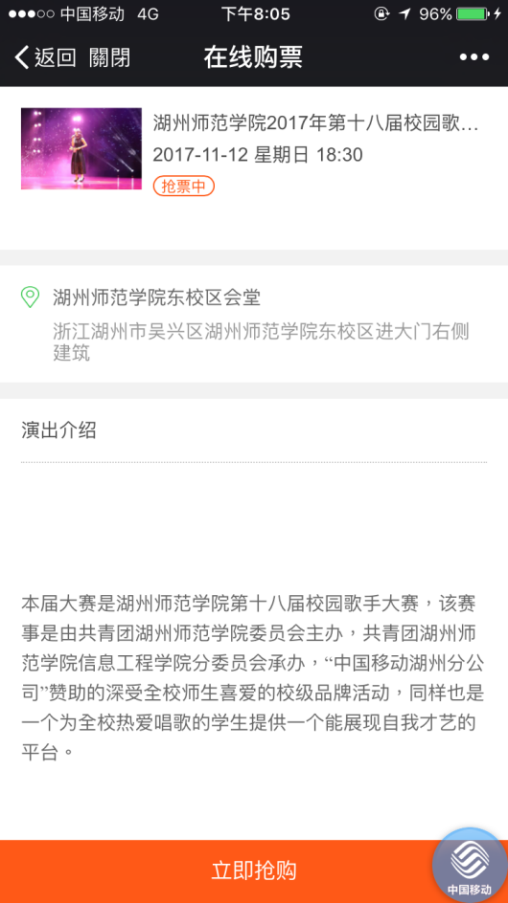 中国移动 4G 下午8:05 96%
返回 關閉 在线购票
湖州师范学院2017年第十八届校园歌…
2017-11-12 星期日 18:30
抢票中
湖州师范学院东校区会堂
浙江湖州市吴兴区湖州师范学院东校区进大门右侧
建筑
演出介绍
本届大赛是湖州师范学院第十八届校园歌手大赛，该赛
事是由共青团湖州师范学院委员会主办，共青团湖州师
范学院信息工程学院分委员会承办，“中国移动湖州分公
司”赞助的深受全校师生喜爱的校级品牌活动，同样也是
一个为全校热爱唱歌的学生提供一个能展现自我才艺的
平台。
立即抢购
中国移动